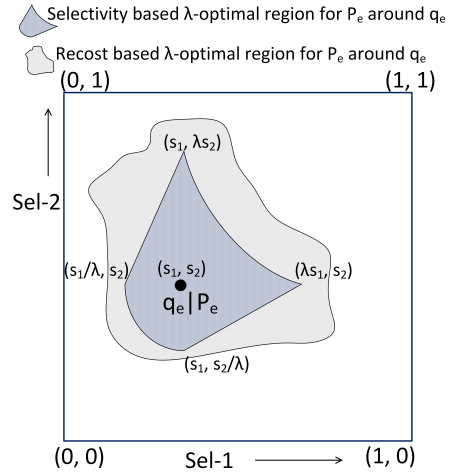 Selectivity based λ-optimal region for Pe around qe
Recost based λ-optimal region for Pe around qe
(0, 1)
(1, 1)
(s1, λs2)
Sel-2
(s1/λ, s2)
(s1, s2)
(λs1, s2)
qe|Pe
(s1, s2/λ)
(0, 0)
Sel-1
(1, 0)